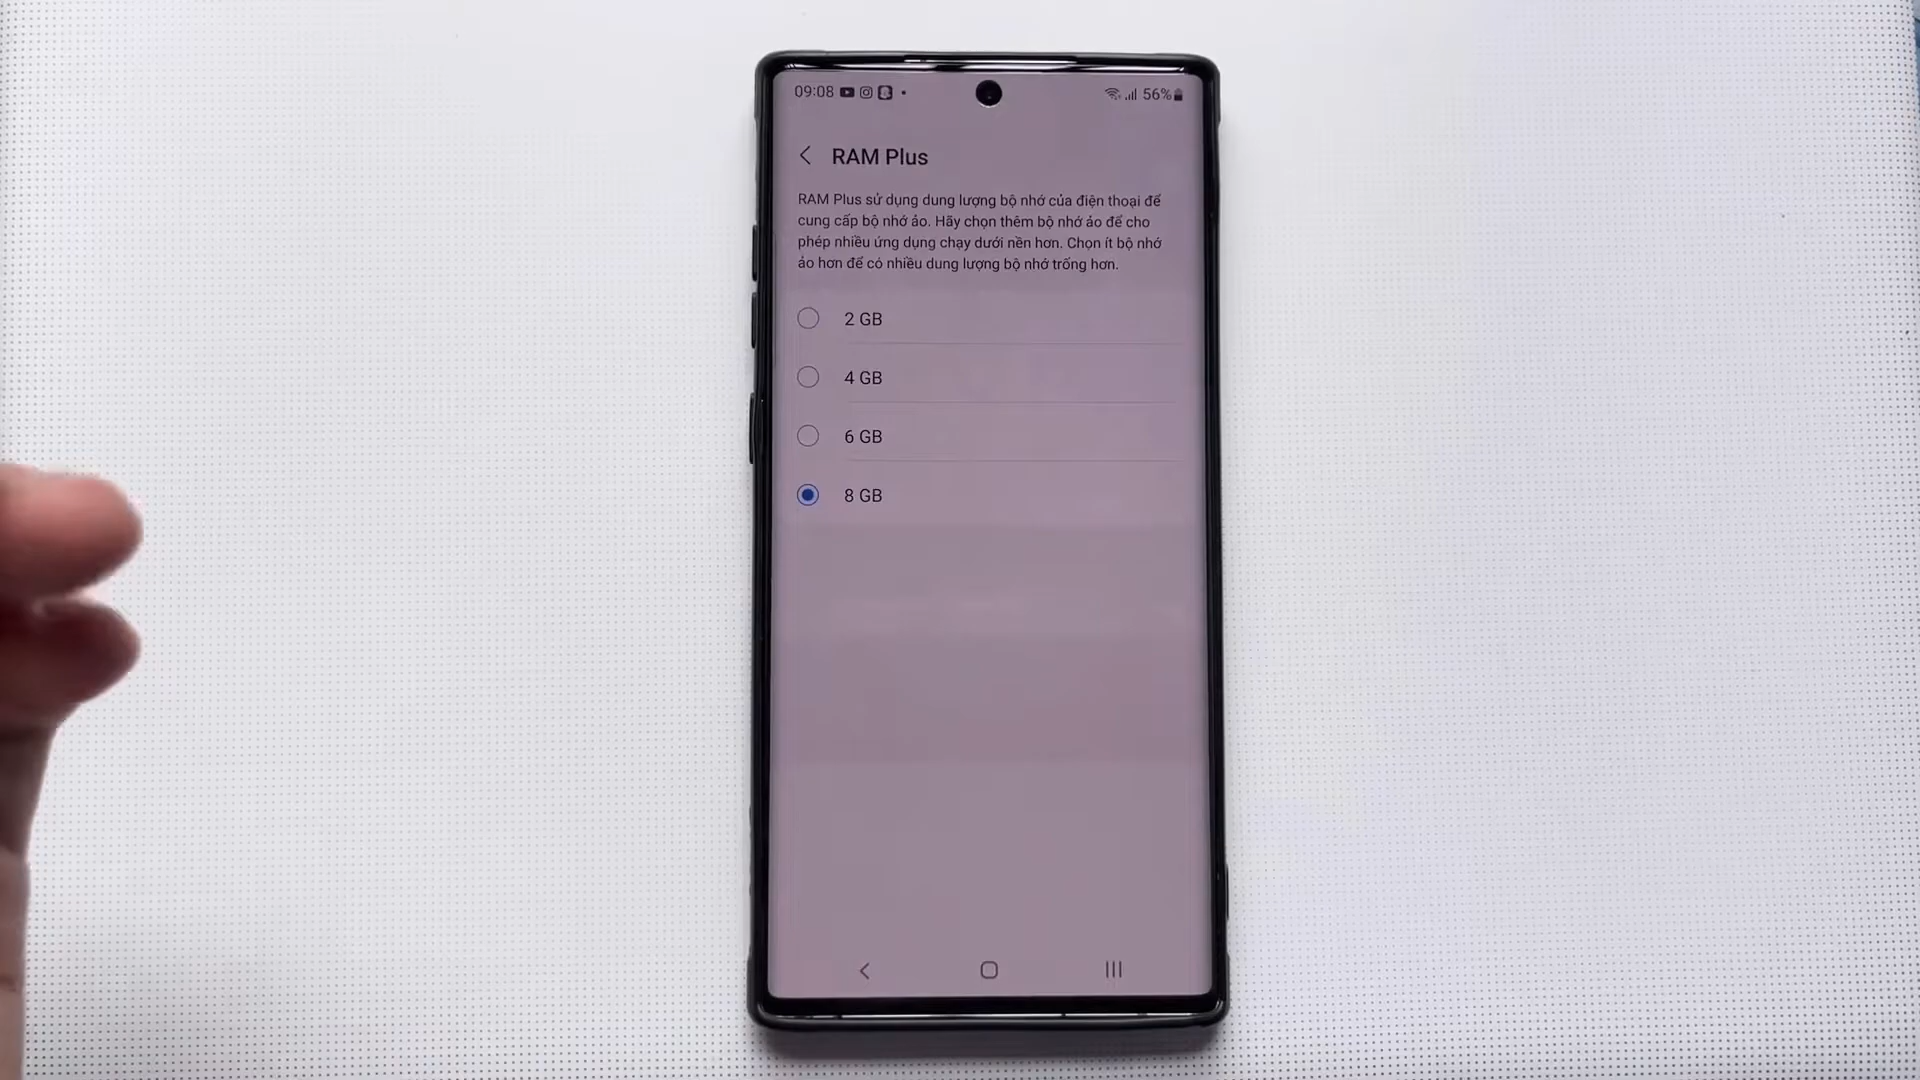 09:08 56%
RAM Plus
RAM Plus sử dụng dung lượng bộ nhớ của điện thoại để
cung cấp bộ nhớ ảo. Hãy chọn thêm bộ nhớ ảo để cho
phép nhiều ứng dụng chạy dưới nền hơn. Chọn ít bộ nhớ
ảo hơn để có nhiều dung lượng bộ nhớ trống hơn.
2 GB
4 GB
6 GB
8 GB